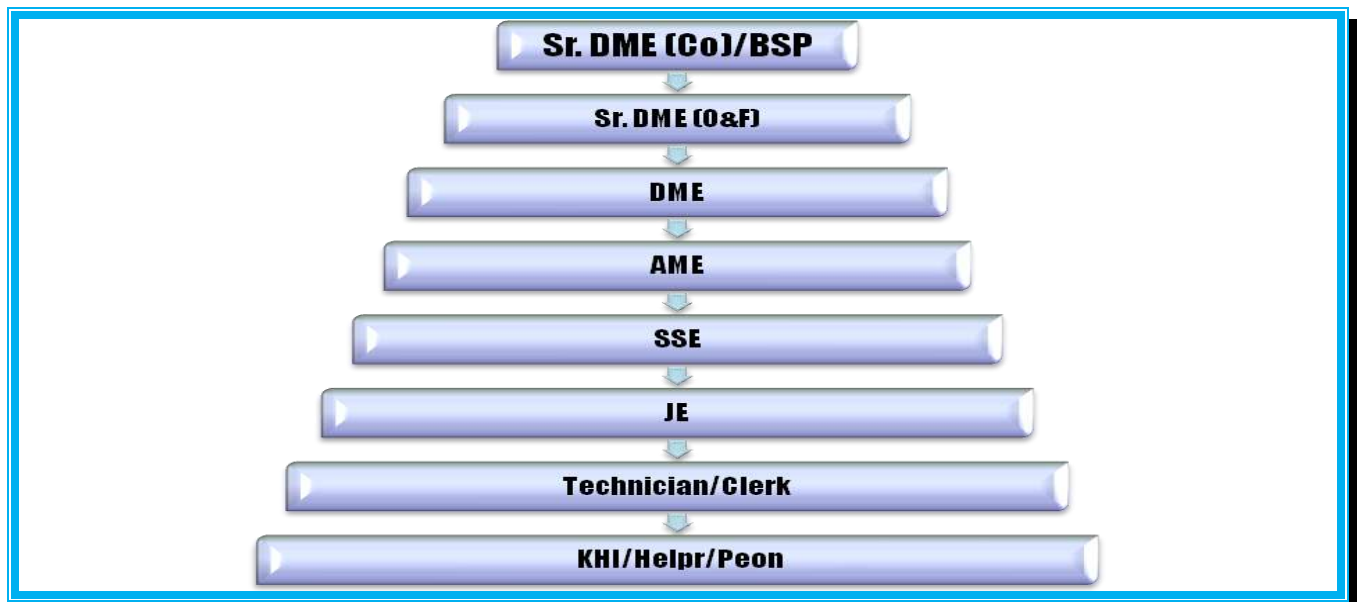 Sr. DME (Co)/BSP
Sr. DME (O&F)
DME
AME
SSE
JE
Technician/Clerk
KHI/Helpr/Peon